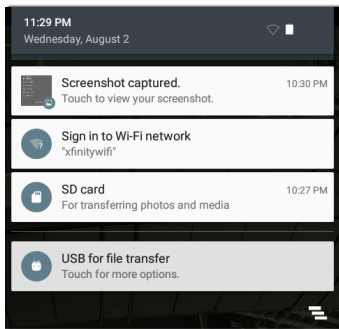 11:29 PM
Wednesday, August 2
Screenshot captured.
10:30 PM
Touch to view your screenshot.
Sign in to Wi-Fi network
"xfinitywifi"
SD card
10:27 PM
For transferring photos and media
USB for file transfer
Touch for more options.